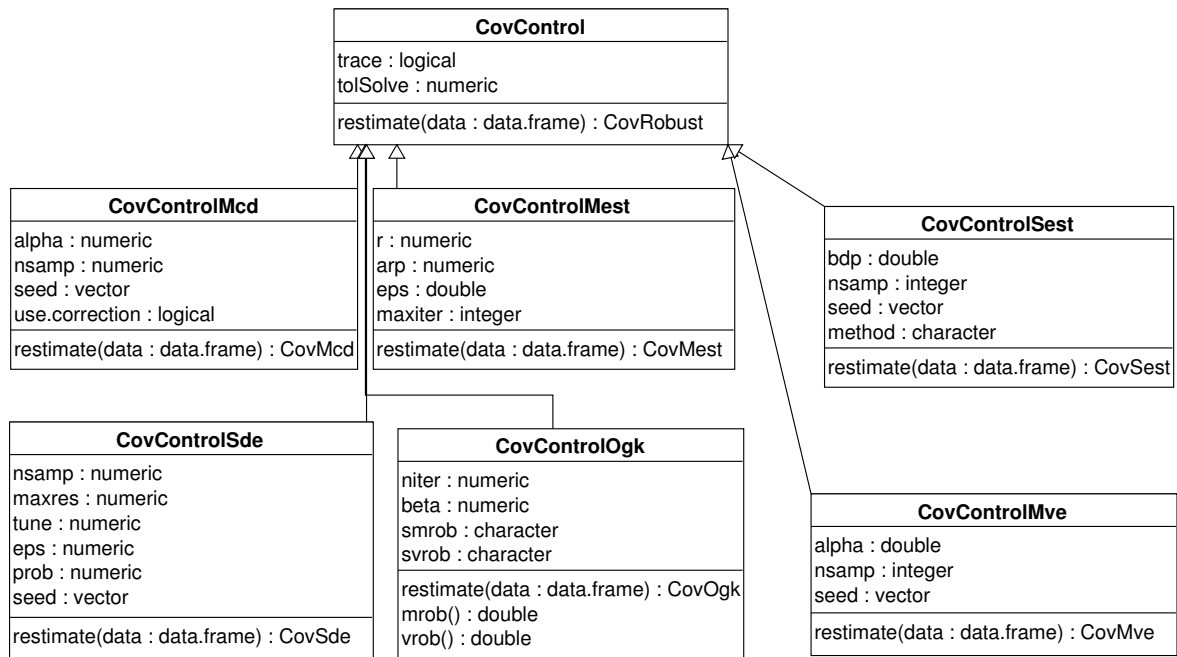 CovControl
trace : logical
tolSolve : numeric
restimate(data : data.frame) : CovRobust
CovControlMcd
alpha : numeric
nsamp : numeric
seed : vector
use.correction : logical
restimate(data : data.frame) : CovMcd
CovControlMest
r : numeric
arp : numeric
eps : double
maxiter : integer
restimate(data : data.frame) : CovMest
CovControlSest
bdp : double
nsamp : integer
seed : vector
method : character
restimate(data : data.frame) : CovSest
CovControlSde
nsamp : numeric
maxres : numeric
tune : numeric
eps : numeric
prob : numeric
seed : vector
restimate(data : data.frame) : CovSde
CovControlOgk
niter : numeric
beta : numeric
smrob : character
svrob : character
restimate(data : data.frame) : CovOgk
mrob() : double
vrob() : double
CovControlMve
alpha : double
nsamp : integer
seed : vector
restimate(data : data.frame) : CovMve